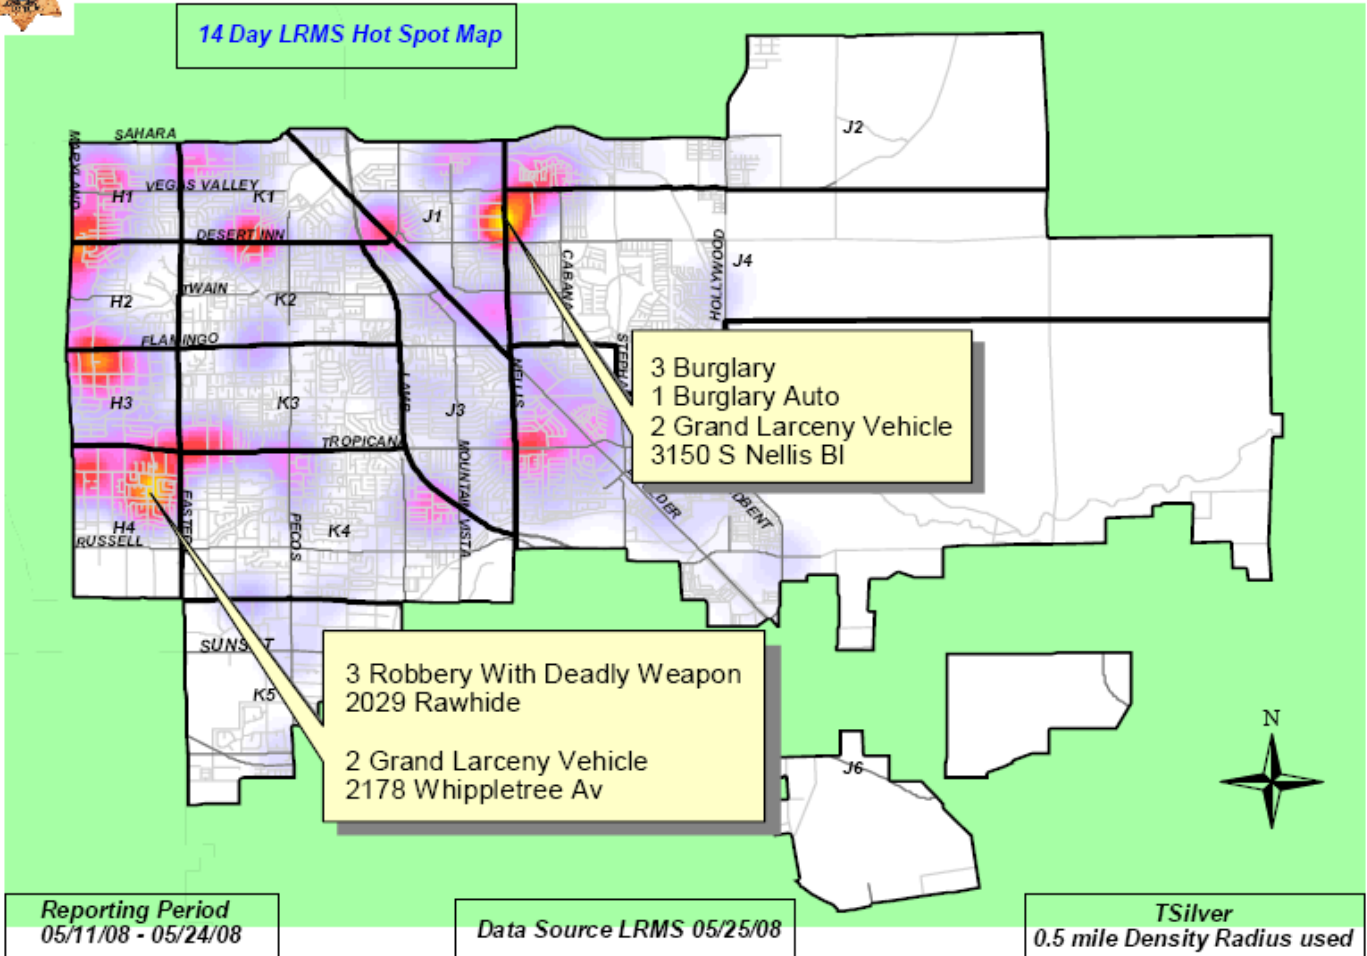 14 Day LRMS Hot Spot Map
J2
SAHARA
MARYLAND
VEGAS VALLEY
H1
K1
J1
DESERT INN
HOLLYWOOD
J4
CABANA
TWAIN
H2
K2
FLAMINGO
NELLIS
LAMB
H3
K3
J3
3 Burglary
1 Burglary Auto
2 Grand Larceny Vehicle
3150 S Nellis Bl
TROPICANA
MOUNTAIN VISTA
PECOS
H4
K4
RUSSELL
SUNSET
K5
3 Robbery With Deadly Weapon
2029 Rawhide
2 Grand Larceny Vehicle
2178 Whippletree Av
N
J6
Reporting Period
05/11/08 - 05/24/08
Data Source LRMS 05/25/08
TSilver
0.5 mile Density Radius used